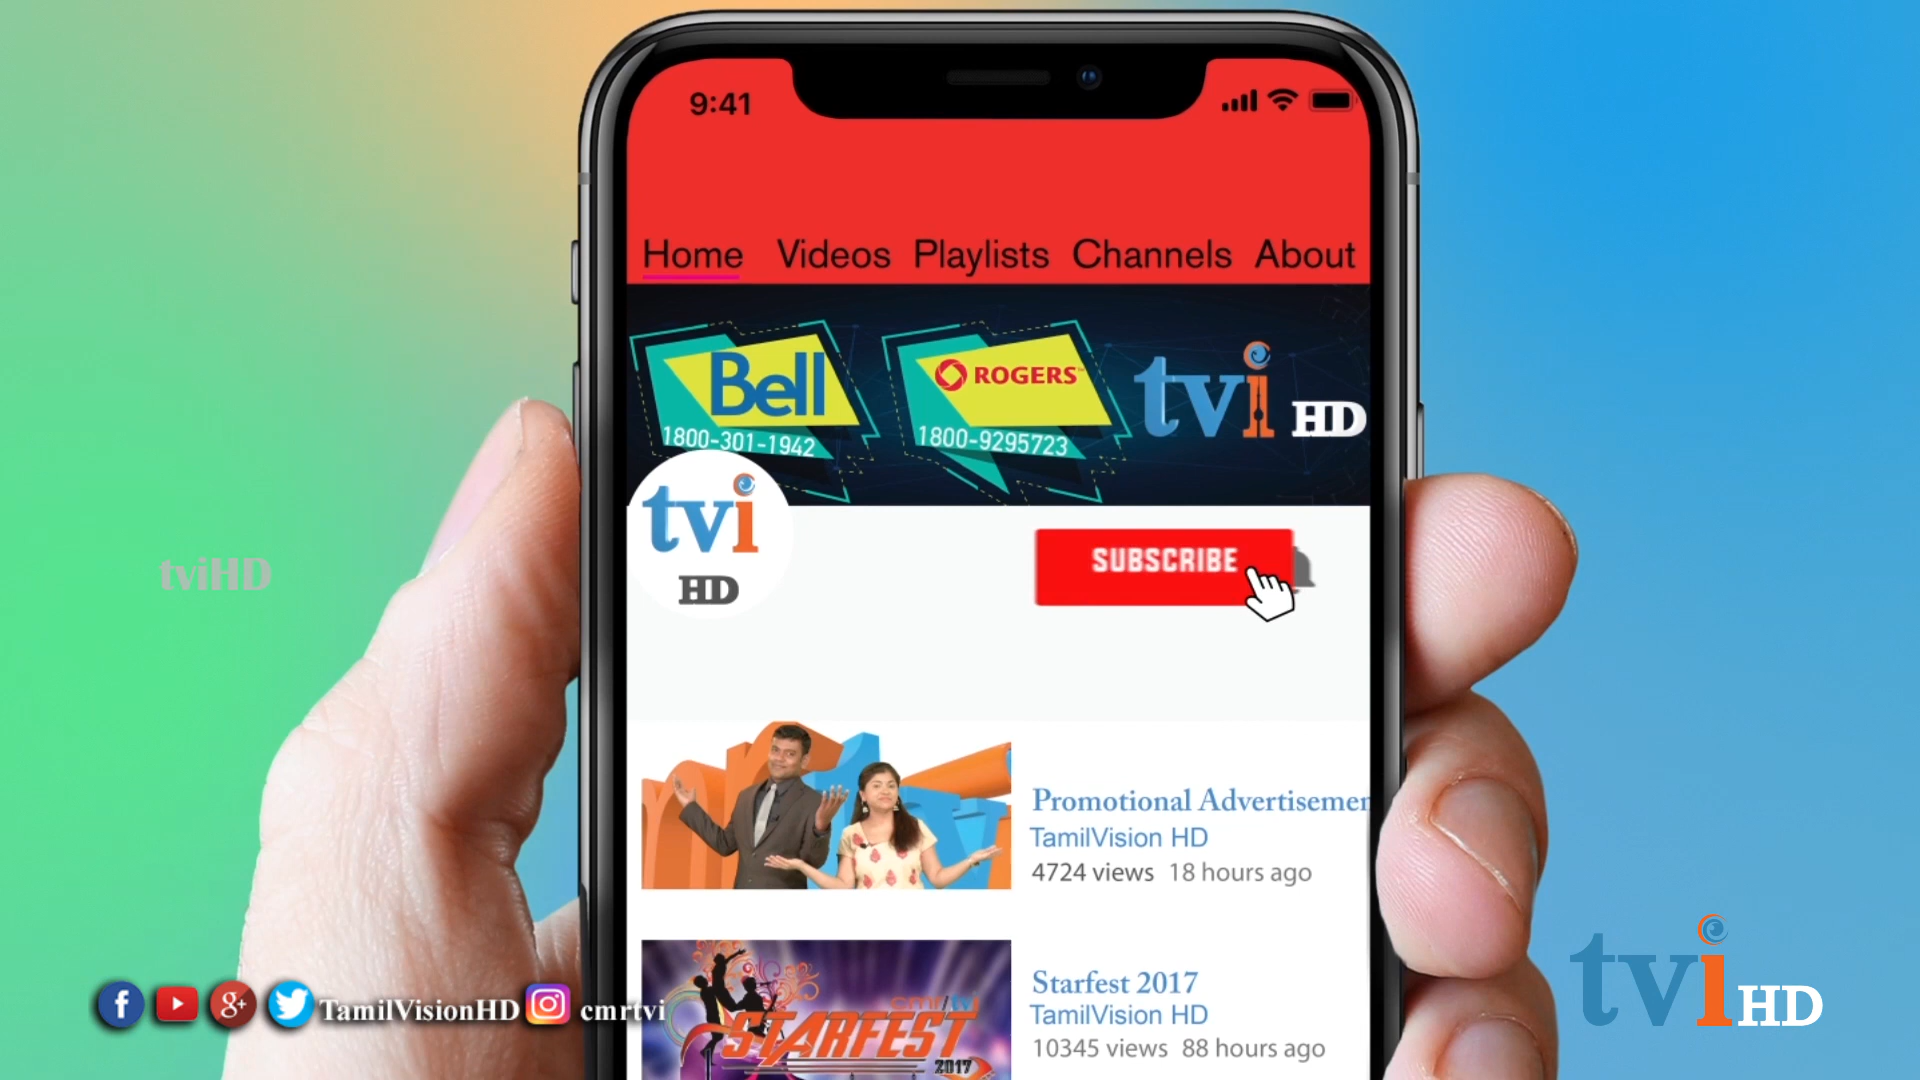 9:41
Home Videos Playlists Channels About
Bell
1800-301-1942
ROGERS
1800-9295723
tvi HD
tvi
HD
SUBSCRIBE
tviHD
Promotional Advertisemen
TamilVision HD
4724 views 18 hours ago
Starfest 2017
TamilVision HD
10345 views 88 hours ago
cmr/tvi
STARFEST
2017
TamilVisionHD cmrtvi
tvi HD